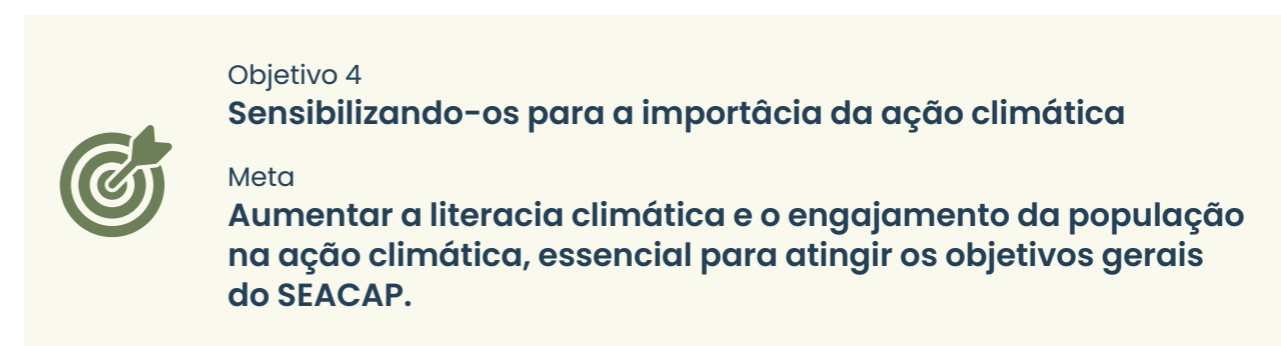 Objetivo 4
Sensibilizando-os para a importâcia da ação climática
Meta
Aumentar a literacia climática e o engajamento da população
na ação climática, essencial para atingir os objetivos gerais
do SEACAP.